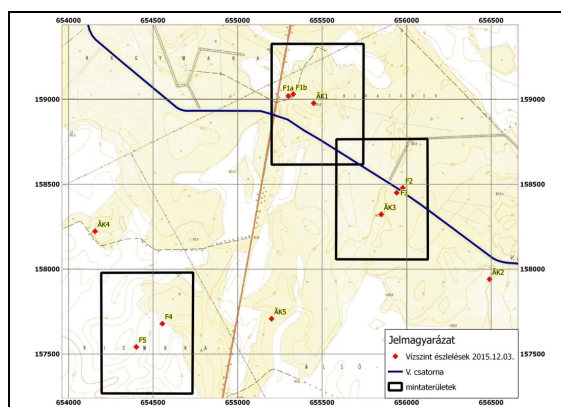 654000 654500 655000 655500 656000 656500
159000 159000
F1a F1b
ÁK1
158500 158500
F2
F3
ÁK3
ÁK4
158000 158000
ÁK2
F4
ÁK5
F5
157500 157500
Jelmagyarázat
Vízszint észlelések 2015.12.03.
V. csatorna
mintaterületek
K I S M A R A
A L S Ó
654000 654500 655000 655500 656000 656500